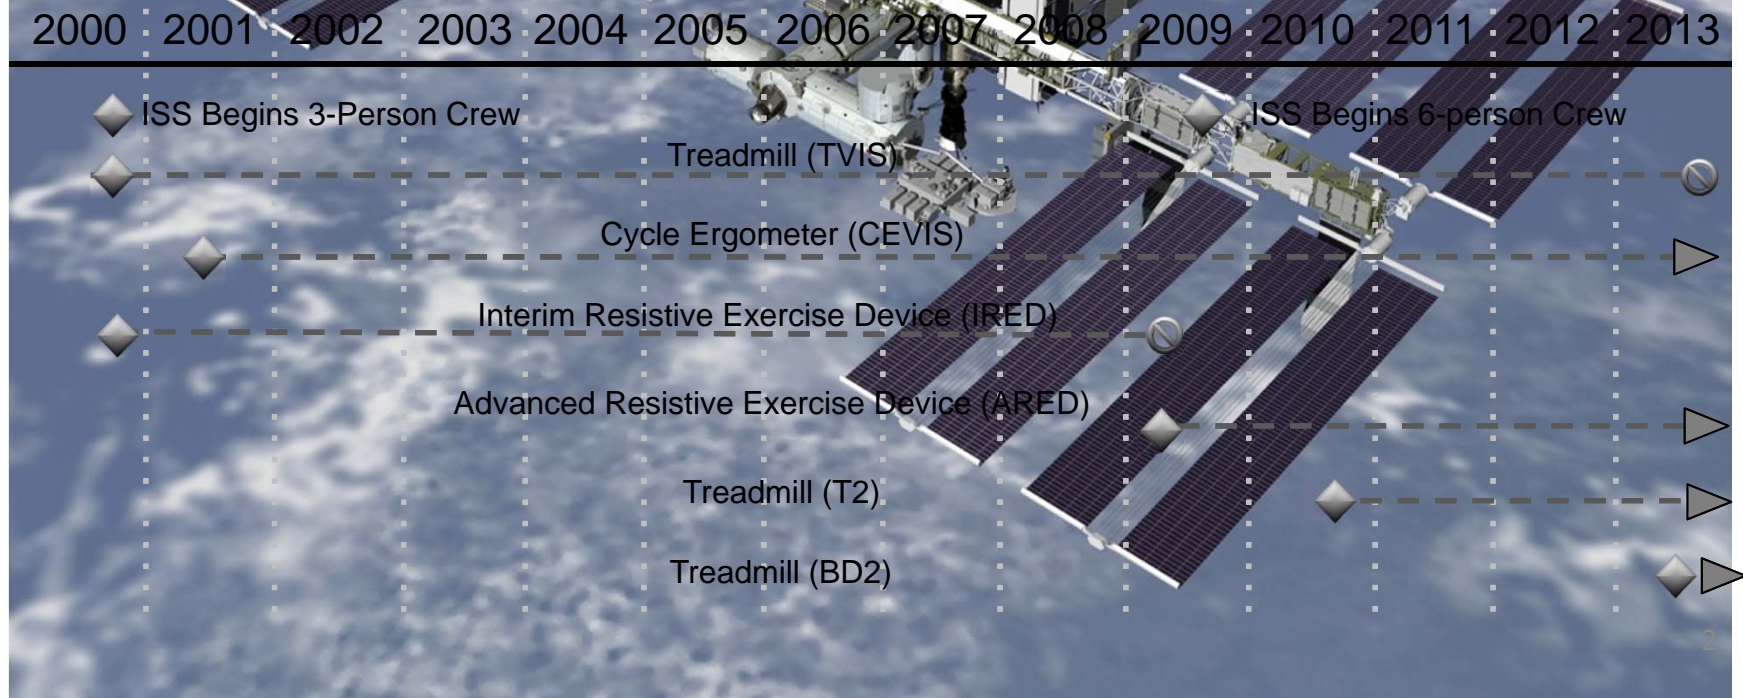 2000 2001 2002 2003 2004 2005 2006 2007 2008 2009 2010 2011 2012 2013
ISS Begins 3-Person Crew
ISS Begins 6-person Crew
Treadmill (TVIS)
Cycle Ergometer (CEVIS)
Interim Resistive Exercise Device (IRED)
Advanced Resistive Exercise Device (ARED)
Treadmill (T2)
Treadmill (BD2)
2